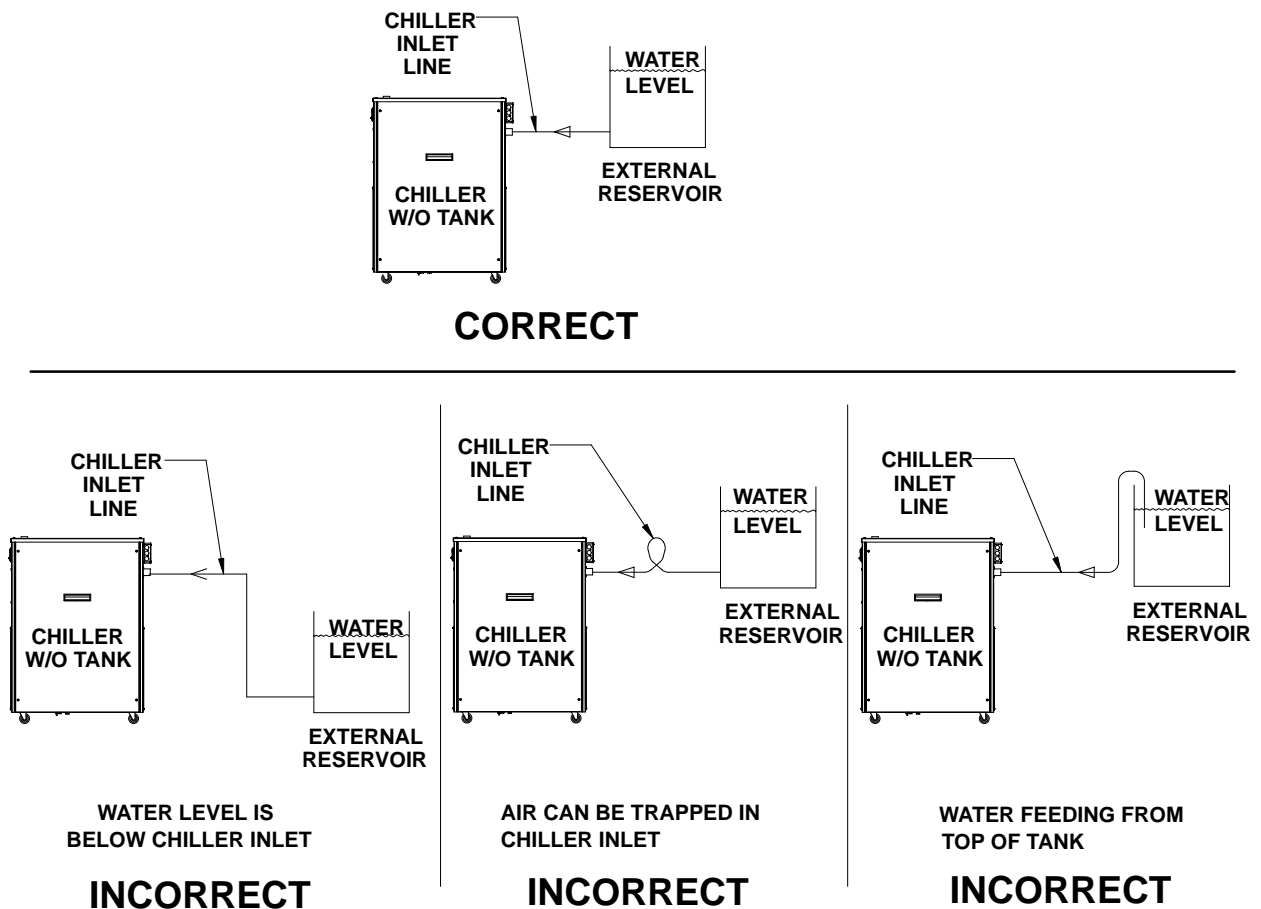 CHILLER
INLET
LINE
WATER
LEVEL
CHILLER
W/O TANK
EXTERNAL
RESERVOIR
CORRECT
CHILLER
INLET
LINE
CHILLER
W/O TANK
WATER
LEVEL
EXTERNAL
RESERVOIR
WATER LEVEL IS
BELOW CHILLER INLET
INCORRECT
CHILLER
INLET
LINE
WATER
LEVEL
CHILLER
W/O TANK
EXTERNAL
RESERVOIR
AIR CAN BE TRAPPED IN
CHILLER INLET
INCORRECT
CHILLER
INLET
LINE
WATER
LEVEL
CHILLER
W/O TANK
EXTERNAL
RESERVOIR
WATER FEEDING FROM
TOP OF TANK
INCORRECT